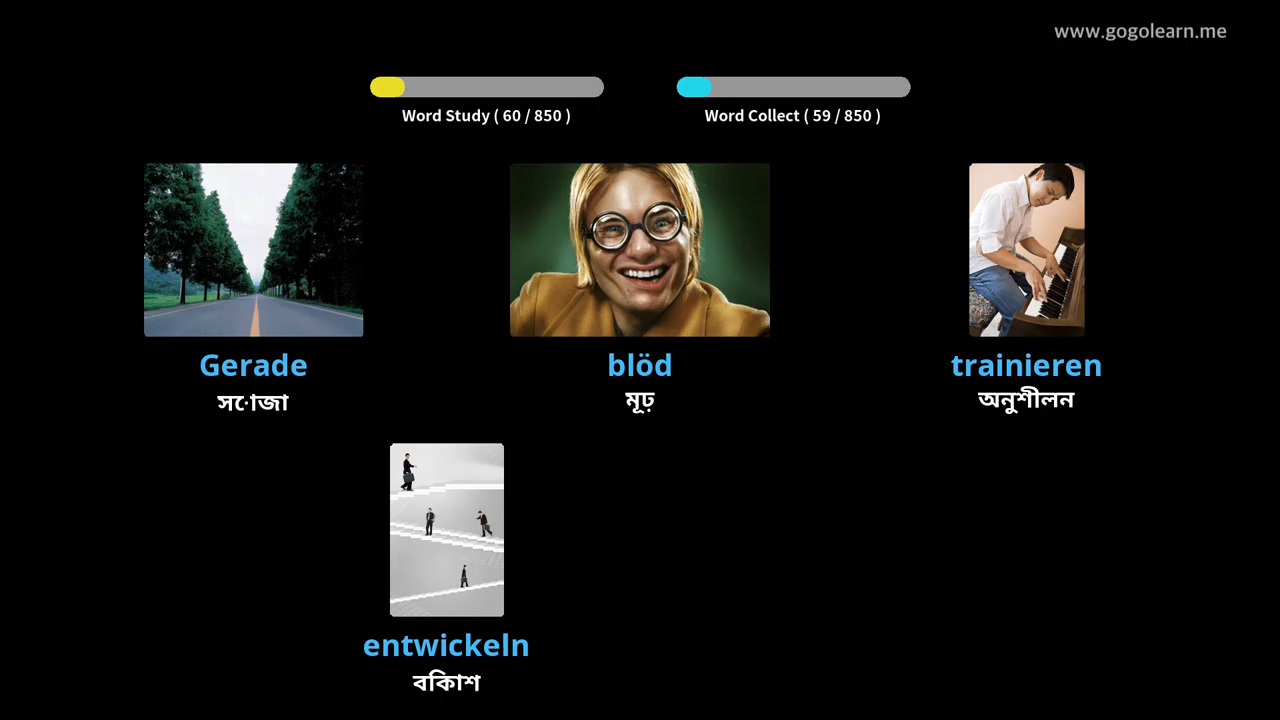 www.gogolearn.me
Word Study ( 60 / 850 )
Word Collect ( 59 / 850 )
Gerade
blöd
trainieren
সোজা
মূঢ়
অনুশীলন
entwickeln
বিকাশ